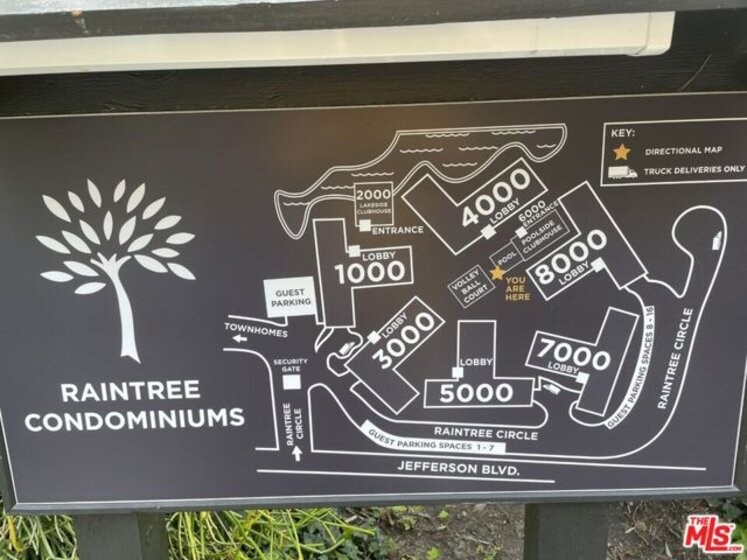 RAINTREE
CONDOMINIUMS
KEY:
DIRECTIONAL MAP
TRUCK DELIVERIES ONLY
2000
LAKESIDE
CLUBHOUSE
ENTRANCE
4000
LOBBY
6000
ENTRANCE
POOLSIDE
CLUBHOUSE
POOL
8000
LOBBY
LOBBY
1000
VOLLEY
BALL
COURT
YOU
ARE
HERE
GUEST
PARKING
TOWNHOMES
LOBBY
3000
LOBBY
5000
7000
LOBBY
SECURITY
GATE
RAINTREE
CIRCLE
GUEST PARKING SPACES 8 - 16
RAINTREE CIRCLE
RAINTREE CIRCLE
GUEST PARKING SPACES 1 - 7
JEFFERSON BLVD.
THE
MLS